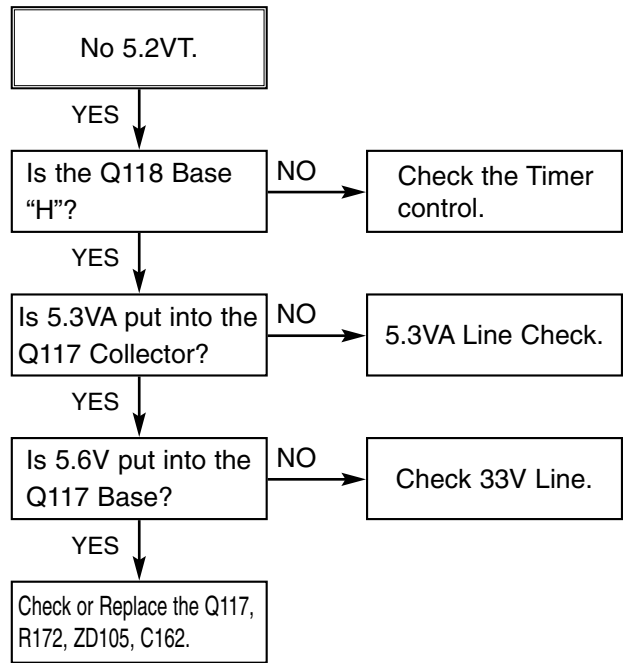 No 5.2VT.
YES
Is the Q118 Base
“H”?
NO
Check the Timer
control.
YES
Is 5.3VA put into the
Q117 Collector?
NO
5.3VA Line Check.
YES
Is 5.6V put into the
Q117 Base?
NO
Check 33V Line.
YES
Check or Replace the Q117,
R172, ZD105, C162.